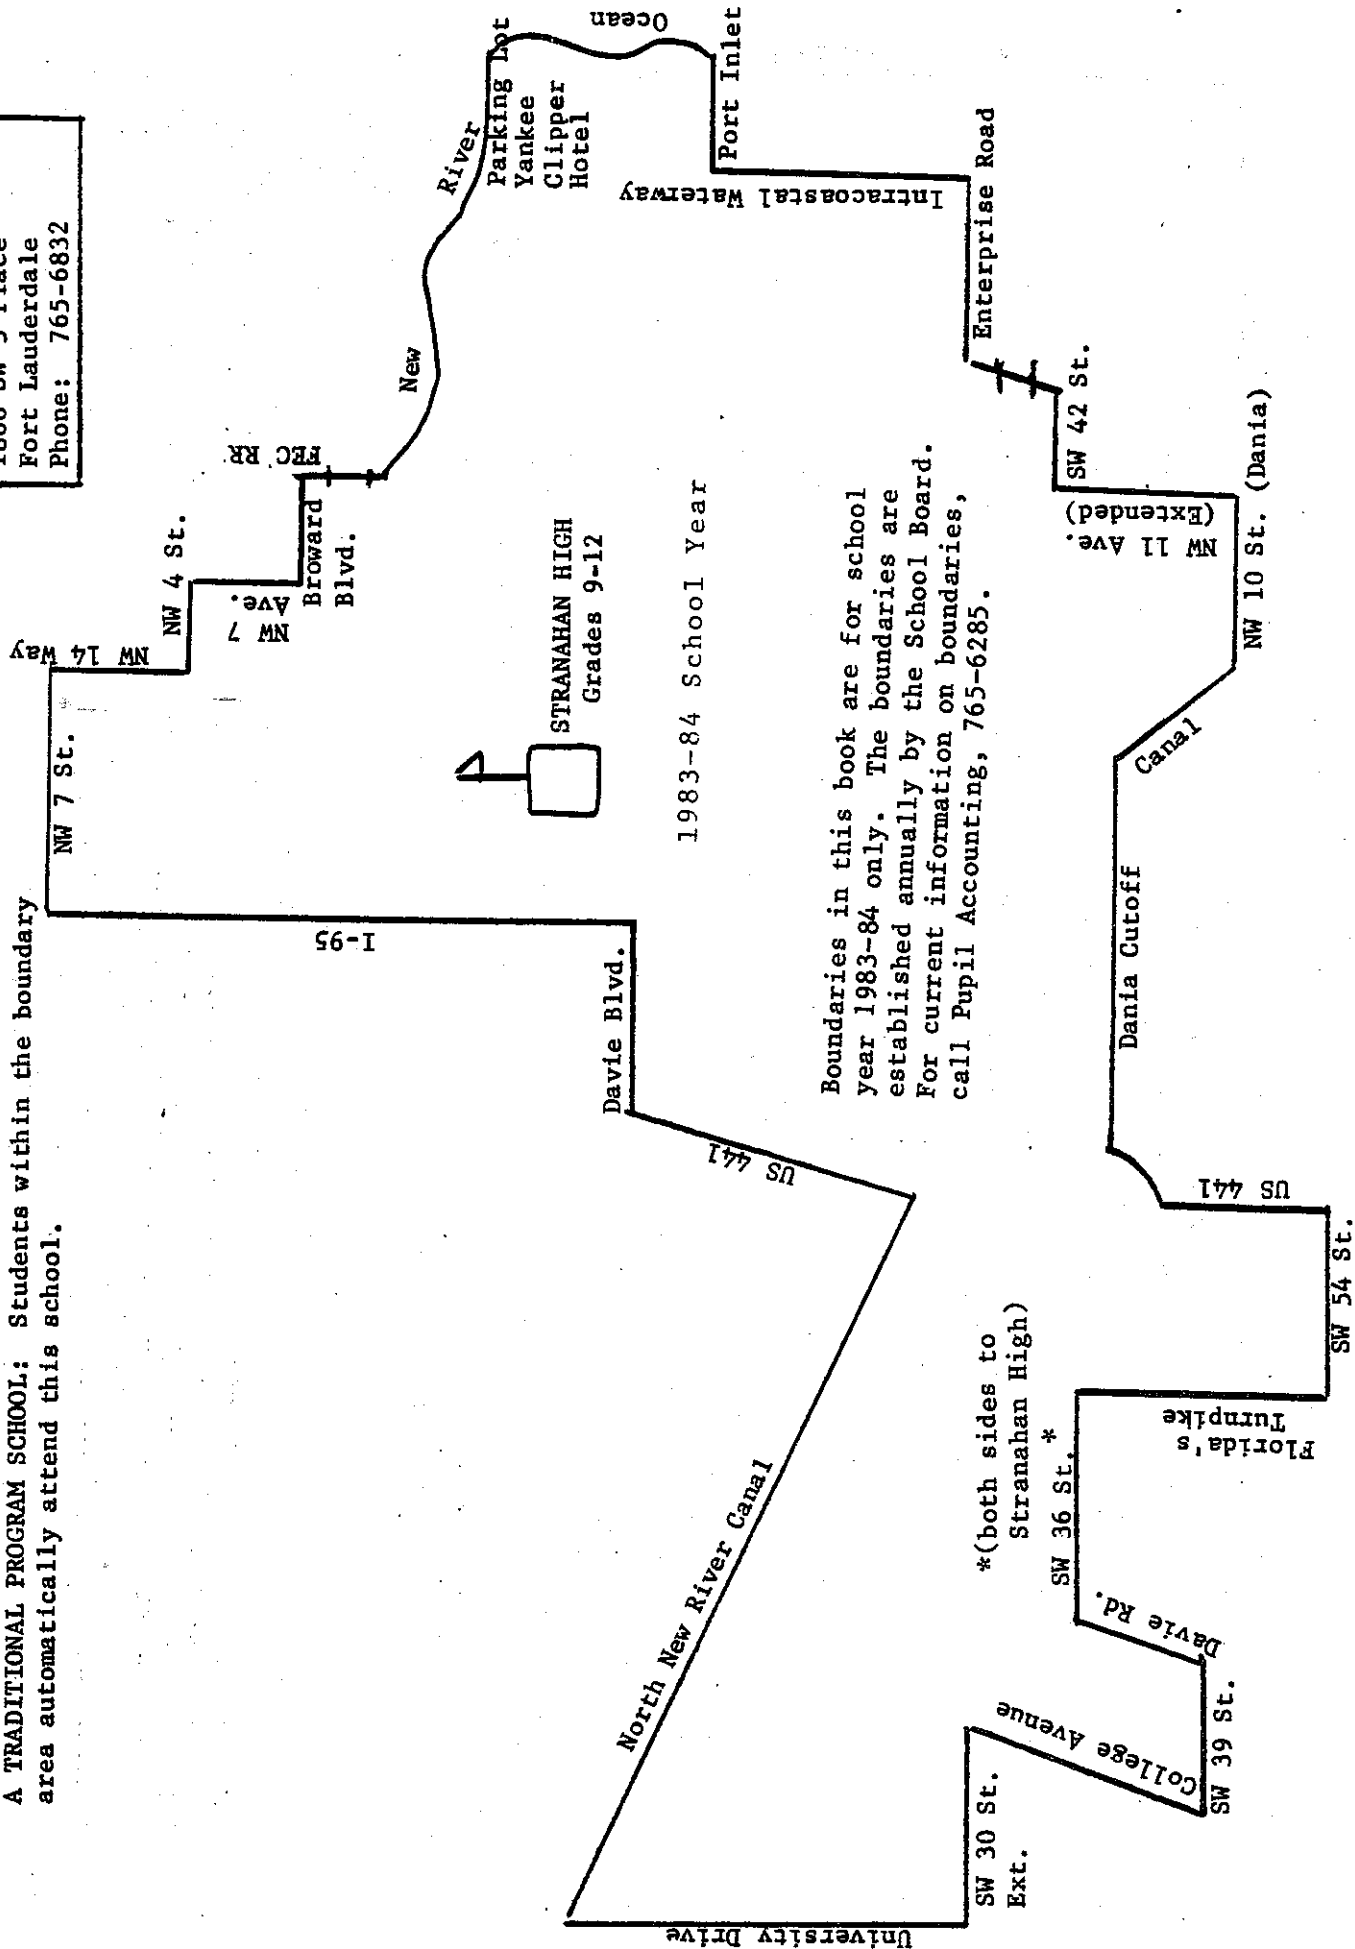 A TRADITIONAL PROGRAM SCHOOL: Students within the boundary
area automatically attend this school.
Fort Lauderdale
Phone: 765-6832
NW 7 St.
NW 14 Way
NW 4 St.
NW 7
Ave.
Broward
Blvd.
FEC RR
New
River
Parking Lot
Yankee
Clipper
Hotel
Ocean
Port Inlet
Intracoastal Waterway
Enterprise Road
SW 42 St.
NW 11 Ave.
(Extended)
NW 10 St. (Dania)
Canal
Dania Cutoff
US 441
SW 54 St.
Florida's
Turnpike
SW 36 St. *
*(both sides to
Stranahan High)
Davie Rd.
SW 39 St.
College Avenue
SW 30 St.
Ext.
University Drive
North New River Canal
US 441
Davie Blvd.
I-95
STRANAHAN HIGH
Grades 9-12
1983-84 School Year
Boundaries in this book are for school
year 1983-84 only. The boundaries are
established annually by the School Board.
For current information on boundaries,
call Pupil Accounting, 765-6285.